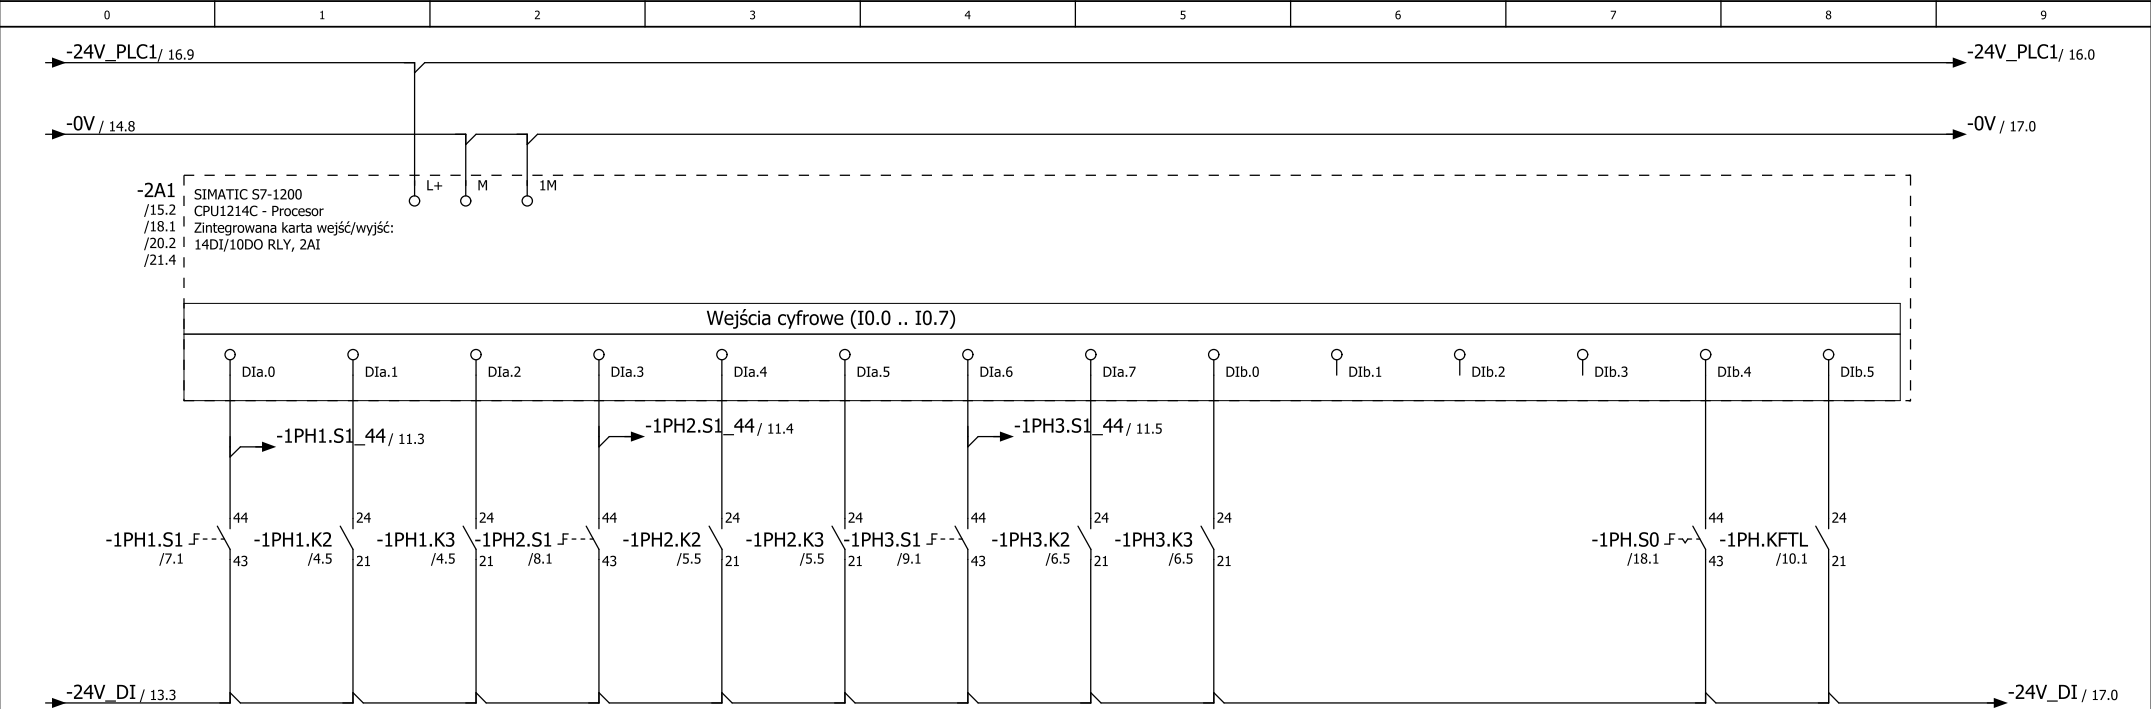 0 1 2 3 4 5 6 7 8 9
-24V_PLC1 / 16.9
-24V_PLC1 / 16.0
-0V / 14.8
-0V / 17.0
-2A1
/15.2
/18.1
/20.2
/21.4
SIMATIC S7-1200
CPU1214C - Procesor
Zintegrowana karta wejść/wyjść:
14DI/10DO RLY, 2AI
L+ M 1M
Wejścia cyfrowe (I0.0 .. I0.7)
DIa.0 DIa.1 DIa.2 DIa.3 DIa.4 DIa.5 DIa.6 DIa.7 DIb.0 DIb.1 DIb.2 DIb.3 DIb.4 DIb.5
-1PH1.S1_44 / 11.3
-1PH2.S1_44 / 11.4
-1PH3.S1_44 / 11.5
44 24 24 44 24 24 44 24 24 44 24
-1PH1.S1 -1PH1.K2 -1PH1.K3 -1PH2.S1 -1PH2.K2 -1PH2.K3 -1PH3.S1 -1PH3.K2 -1PH3.K3 -1PH.S0 -1PH.KFTL
/7.1 43 /4.5 21 /4.5 21 /8.1 43 /5.5 21 /5.5 21 /9.1 43 /6.5 21 /6.5 21 /18.1 43 /10.1 21
-24V_DI / 13.3
-24V_DI / 17.0